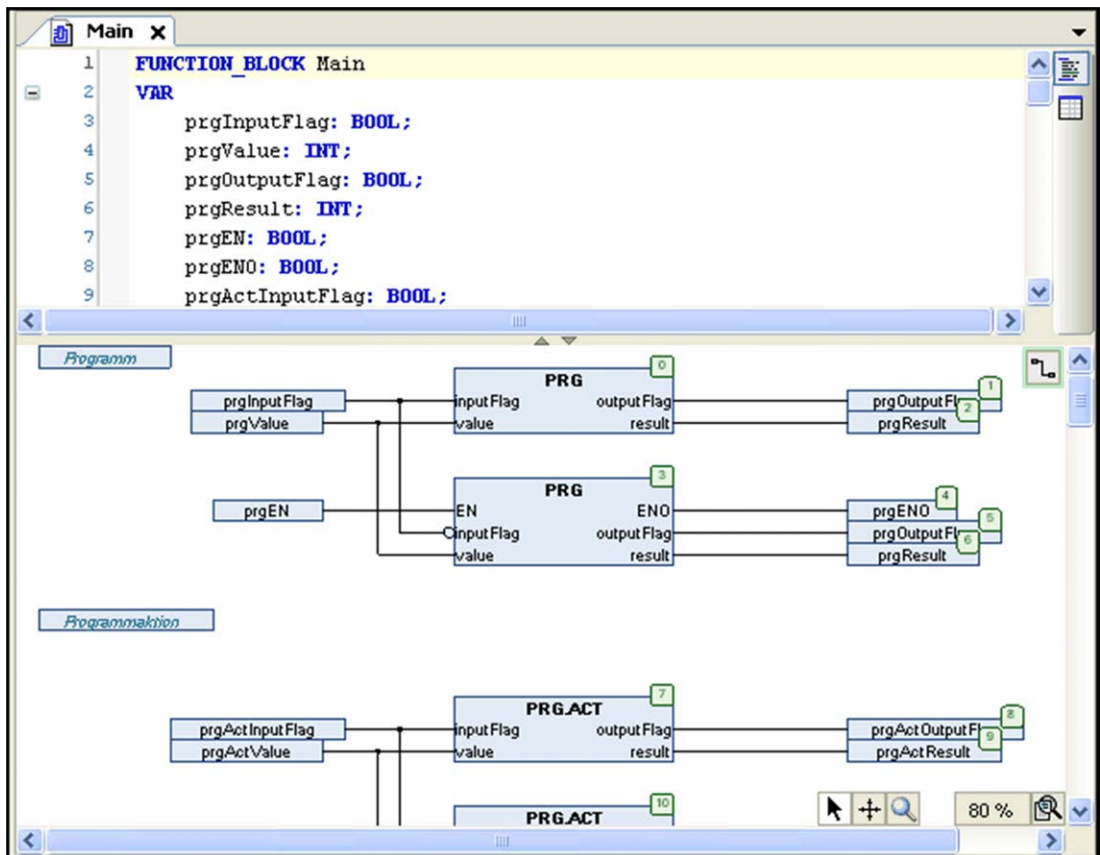 Main
1 FUNCTION_BLOCK Main
2 VAR
3 prgInputFlag: BOOL;
4 prgValue: INT;
5 prgOutputFlag: BOOL;
6 prgResult: INT;
7 prgEN: BOOL;
8 prgENO: BOOL;
9 prgActInputFlag: BOOL;
Programm
0
PRG
1
prgInputFlag inputFlag outputFlag prgOutputFl
2
prgValue value result prgResult
3
PRG
4
prgEN EN ENO prgENO
5
inputFlag outputFlag prgOutputFl
6
value result prgResult
Programmaktion
7
PRG.ACT
8
prgActInputFlag inputFlag outputFlag prgActOutputF
9
prgActValue value result prgActResult
10
PRG.ACT
80 %